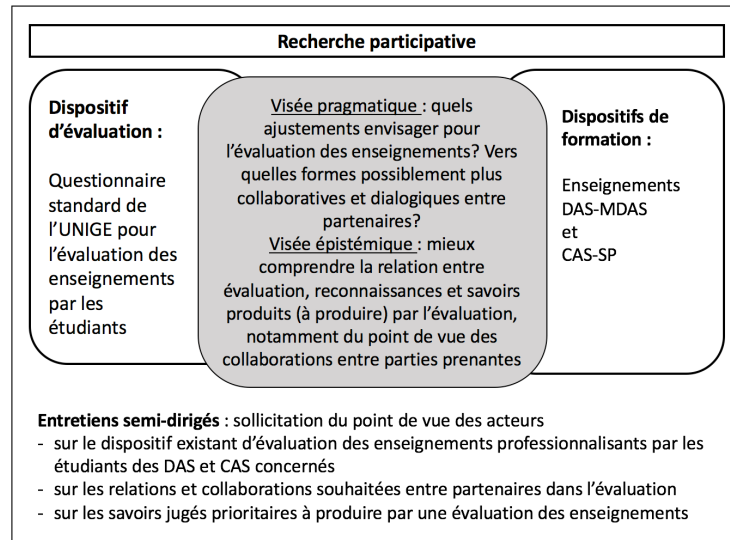 Recherche participative
Dispositif
d’évaluation :
Questionnaire
standard de
l’UNIGE pour
l’évaluation des
enseignements
par les
étudiants
Visée pragmatique : quels
ajustements envisager pour
l’évaluation des enseignements? Vers
quelles formes possiblement plus
collaboratives et dialogiques entre
partenaires?
Visée épistémique : mieux
comprendre la relation entre
évaluation, reconnaissances et savoirs
produits (à produire) par l’évaluation,
notamment du point de vue des
collaborations entre parties prenantes
Dispositifs de
formation :
Enseignements
DAS-MDAS
et
CAS-SP
Entretiens semi-dirigés : sollicitation du point de vue des acteurs
- sur le dispositif existant d’évaluation des enseignements professionnalisants par les
étudiants des DAS et CAS concernés
- sur les relations et collaborations souhaitées entre partenaires dans l’évaluation
- sur les savoirs jugés prioritaires à produire par une évaluation des enseignements